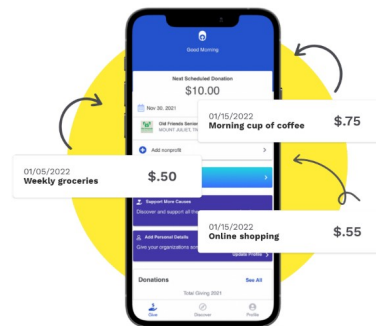 Good Morning
Next Scheduled Donation
$10.00
Nov 30, 2021
Old Friends Senior
MOUNT JULIET, TN
01/15/2022
Morning cup of coffee
$.75
Add nonprofit
01/05/2022
Weekly groceries
$.50
Support More Causes
Discover and support all the
01/15/2022
Online shopping
$.55
Add Personal Details
Give your organizations
Update Profile
Donations
See All
Total Giving 2021
Give
Discover
Profile